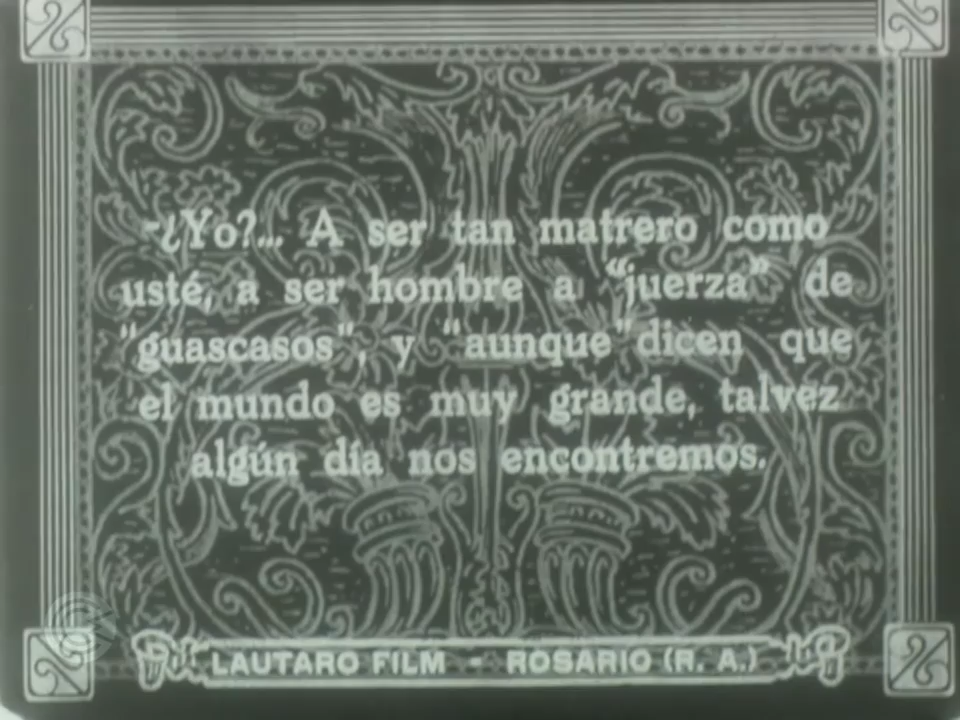 -¿Yo?... A ser tan matrero como
usté, a ser hombre a "juerza" de
"guascasos", y "aunque" dicen que
el mundo es muy grande, talvez
algún día nos encontremos.
LAUTARO FILM - ROSARIO (R. A.)